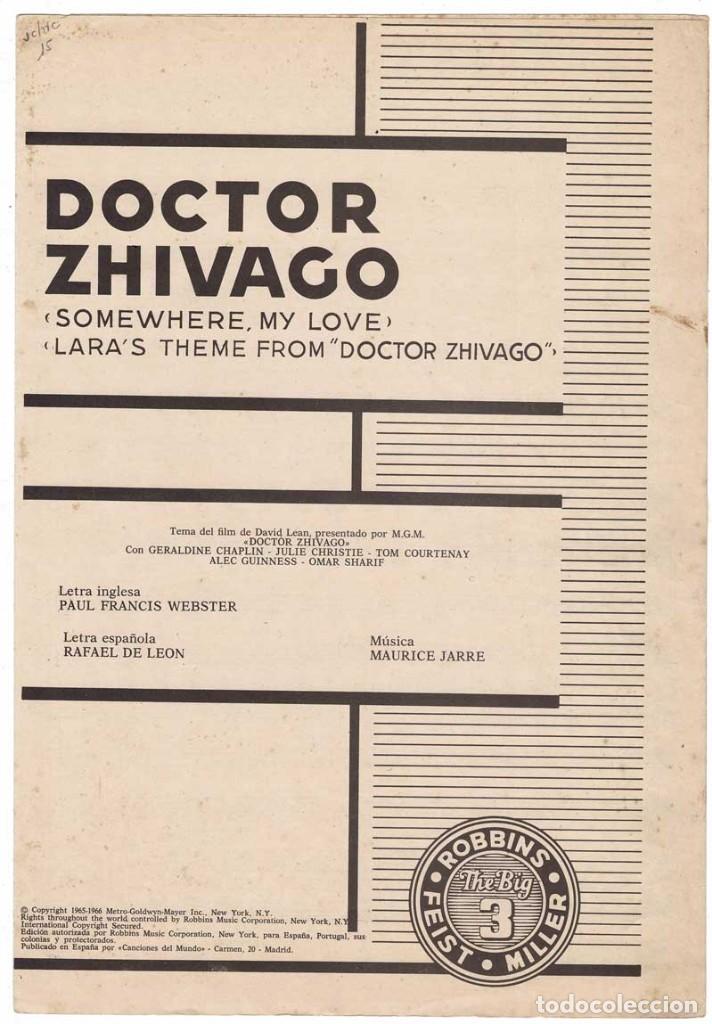 15
DOCTOR
ZHIVAGO
(SOMEWHERE, MY LOVE)
(LARA'S THEME FROM "DOCTOR ZHIVAGO")
Tema del film de David Lean, presentado por M.G.M.
«DOCTOR ZHIVAGO»
Con GERALDINE CHAPLIN - JULIE CHRISTIE - TOM COURTENAY
ALEC GUINNESS - OMAR SHARIF
Letra inglesa
PAUL FRANCIS WEBSTER
Letra española
RAFAEL DE LEON
Música
MAURICE JARRE
ROBBINS
The Big
3
FEIST • MILLER
© Copyright 1965-1966 Metro-Goldwyn-Mayer Inc., New York, N.Y.
Rights throughout the world controlled by Robbins Music Corporation, New York, N.Y.
International Copyright Secured.
Edición autorizada por Robbins Music Corporation, New York, para España, Portugal, sus
colonias y protectorados.
Publicado en España por «Canciones del Mundo» - Carmen, 20 - Madrid.
todocoleccion